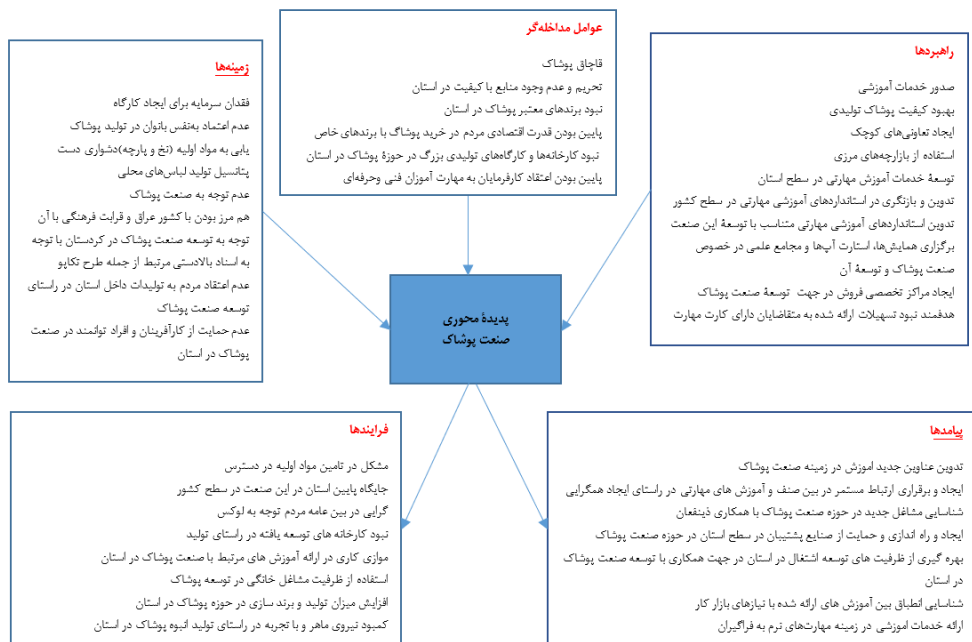 عوامل مداخله‌گر
قاچاق پوشاک
تحریم و عدم وجود منابع با کیفیت در استان
نبود برندهای معتبر پوشاک در استان
پایین بودن قدرت اقتصادی مردم در خرید پوشاگ با برندهای خاص
نبود کارخانه‌ها و کارگاه‌های تولیدی بزرگ در حوزۀ پوشاک در استان
پایین بودن اعتقاد کارفرمایان به مهارت آموزان فنی وحرفه‌ای
راهبردها
صدور خدمات آموزشی
بهبود کیفیت پوشاک تولیدی
ایجاد تعاونی‌های کوچک
استفاده از بازارچه‌های مرزی
توسعۀ خدمات آموزش مهارتی در سطح استان
تدوین و بازنگری در استانداردهای آموزشی مهارتی در سطح کشور
تدوین استانداردهای آموزشی مهارتی متناسب با توسعۀ این صنعت
برگزاری همایش‌ها، استارت آپ‌ها و مجامع علمی در خصوص
صنعت پوشاک و توسعۀ آن
ایجاد مراکز تخصصی فروش در جهت توسعۀ صنعت پوشاک
هدفمند نبود تسهیلات ارائه شده به متقاضایان دارای کارت مهارت
زمینه‌ها
فقدان سرمایه برای ایجاد کارگاه
عدم اعتماد به‌نفس بانوان در تولید پوشاک
یابی به مواد اولیه (نخ و پارچه)دشواری دست
پتانسیل تولید لباس‌های محلی
عدم توجه به صنعت پوشاک
هم مرز بودن با کشور عراق و قرابت فرهنگی با آن
توجه به توسعه صنعت پوشاک در کردستان با توجه
به اسناد بالادستی مرتبط از جمله طرح تکاپو
عدم اعتقاد مردم به تولیدات داخل استان در راستای
توسعه صنعت پوشاک
عدم حمایت از کارآفرینان و افراد توانمند در صنعت
پوشاک در استان
پدیدۀ محوری
صنعت پوشاک
پیامدها
تدوین عناوین جدید اموزش در زمینه صنعت پوشاک
ایجاد و برقراری ارتباط مستمر در بین صنف و آموزش های مهارتی در راستای ایجاد همگرایی
شناسایی مشاغل جدید در حوزه صنعت پوشاک با همکاری ذینفعان
ایجاد و راه اندازی و حمایت از صنایع پشتیبان در سطح استان در حوزه صنعت پوشاک
بهره گیری از ظرفیت های توسعه اشتغال در استان در جهت همکاری با توسعه صنعت پوشاک
در استان
شناسایی انطباق بین آموزش های ارائه شده با نیازهای بازار کار
ارائه خدمات اموزشی در زمینه مهارت‌های نرم به فراگیران
فرایندها
مشکل در تامین مواد اولیه در دسترس
جایگاه پایین استان در این صنعت در سطح کشور
گرایی در بین عامه مردم توجه به لوکس
نبود کارخانه های توسعه یافته در راستای تولید
موازی کاری در ارائه آموزش های مرتبط با صنعت پوشاک در استان
استفاده از ظرفیت مشاغل خانگی در توسعه پوشاک
افزایش میزان تولید و برند سازی در حوزه پوشاک در استان
کمبود نیروی ماهر و با تجربه در راستای تولید انبوه پوشاک در استان